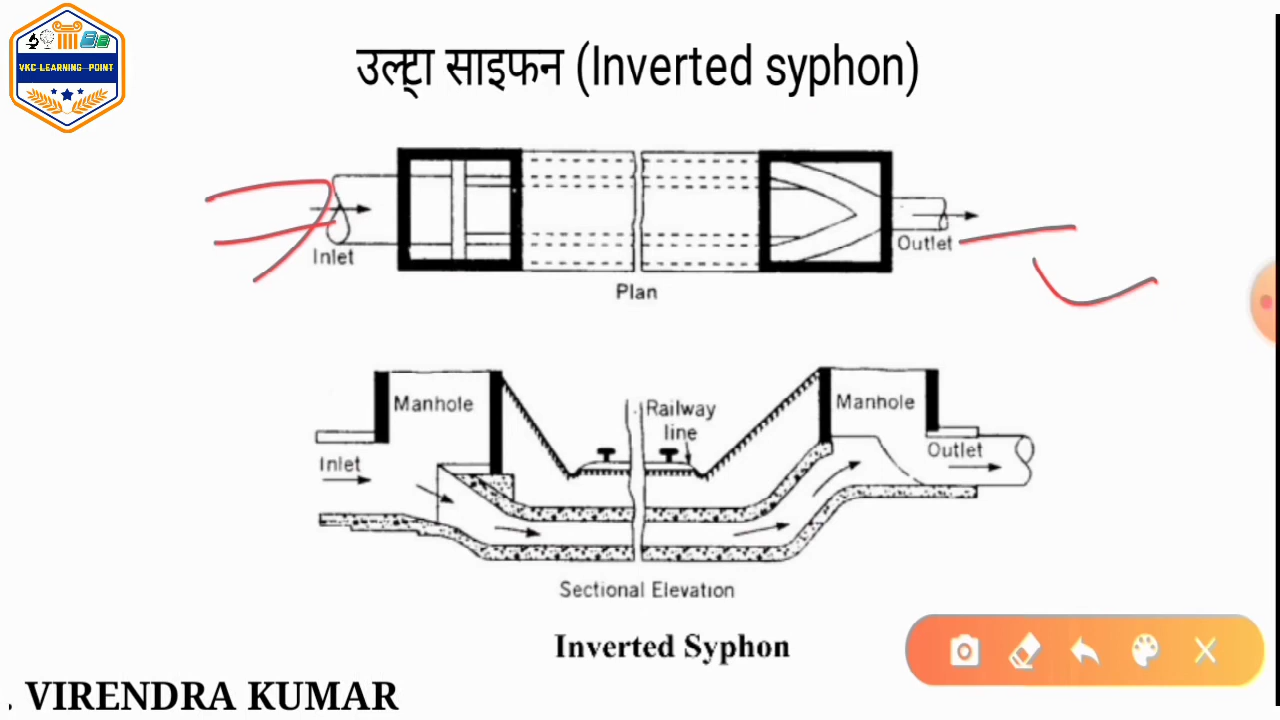 VKC-LEARNING-POINT
उल्टा साइफन (Inverted syphon)
Inlet
Outlet
Plan
Manhole
Railway
line
Manhole
Inlet
Outlet
Sectional Elevation
Inverted Syphon
. VIRENDRA KUMAR